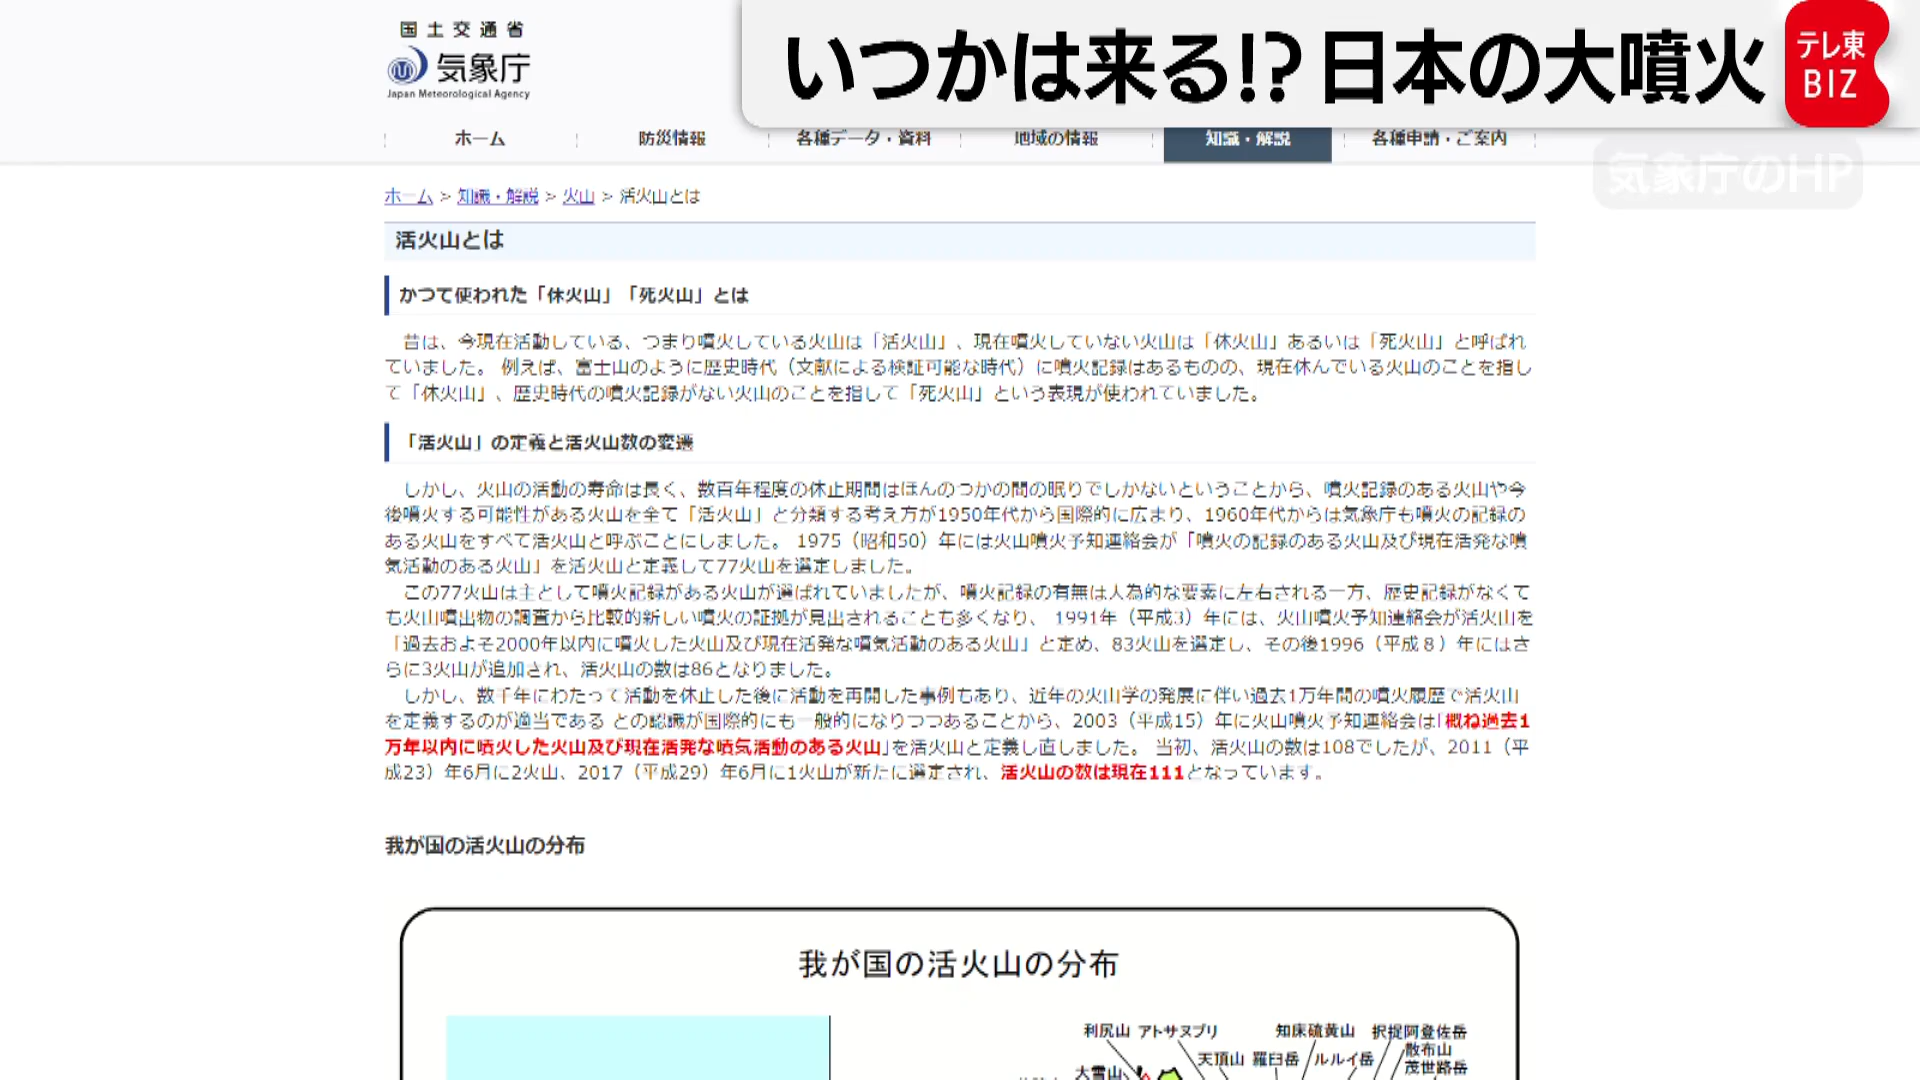 国土交通省
気象庁
Japan Meteorological Agency
いつかは来る!? 日本の大噴火
テレ東
BIZ
ホーム
防災情報
各種データ・資料
地域の情報
知識・解説
各種申請・ご案内
気象庁のHP
ホーム > 知識・解説 > 火山 > 活火山とは
活火山とは
かつて使われた「休火山」「死火山」とは
昔は、今現在活動している、つまり噴火している火山は「活火山」、現在噴火していない火山は「休火山」あるいは「死火山」と呼ばれ
ていました。 例えば、富士山のように歴史時代（文献による検証可能な時代）に噴火記録はあるものの、現在休んでいる火山のことを指し
て「休火山」、歴史時代の噴火記録がない火山のことを指して「死火山」という表現が使われていました。
「活火山」の定義と活火山数の変遷
しかし、火山の活動の寿命は長く、数百年程度の休止期間はほんのつかの間の眠りでしかないということから、噴火記録のある火山や今
後噴火する可能性がある火山を全て「活火山」と分類する考え方が1950年代から国際的に広まり、1960年代からは気象庁も噴火の記録の
ある火山をすべて活火山と呼ぶことにしました。 1975（昭和50）年には火山噴火予知連絡会が「噴火の記録のある火山及び現在活発な噴
気活動のある火山」を活火山と定義して77火山を選定しました。
この77火山は主として噴火記録がある火山が選ばれていましたが、噴火記録の有無は人為的な要素に左右される一方、歴史記録がなくて
も火山噴出物の調査から比較的新しい噴火の証拠が見出されることも多くなり、 1991年（平成3）年には、火山噴火予知連絡会が活火山を
「過去およそ2000年以内に噴火した火山及び現在活発な噴気活動のある火山」と定め、83火山を選定し、その後1996（平成８）年にはさ
らに3火山が追加され、活火山の数は86となりました。
しかし、数千年にわたって活動を休止した後に活動を再開した事例もあり、近年の火山学の発展に伴い過去1万年間の噴火履歴で活火山
を定義するのが適当である との認識が国際的にも一般的になりつつあることから、2003（平成15）年に火山噴火予知連絡会は｢概ね過去1
万年以内に噴火した火山及び現在活発な噴気活動のある火山｣を活火山と定義し直しました。 当初、活火山の数は108でしたが、2011（平
成23）年6月に2火山、2017（平成29）年6月に1火山が新たに選定され、活火山の数は現在111となっています。
我が国の活火山の分布
我が国の活火山の分布
利尻山 アトサヌプリ 知床硫黄山 択捉阿登佐岳
散布山
天頂山 羅臼岳 ルルイ岳
茂世路岳
大雪山